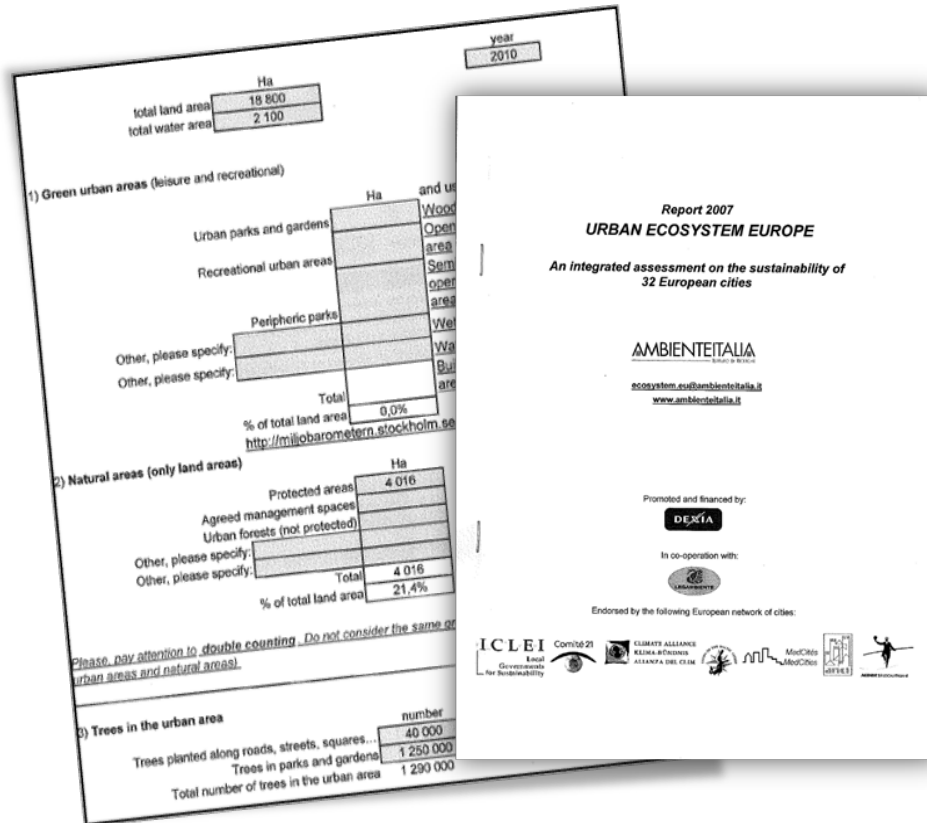 year
2010
Ha
total land area 18 800
total water area 2 100
1) Green urban areas (leisure and recreational)
Ha and us
Urban parks and gardens Wood
Open
Recreational urban areas area
Sem
oper
area
Peripheric parks Wet
Other, please specify: Wa
Other, please specify: Bui
are
Total
% of total land area 0,0%
http://miljobarometern.stockholm.se
2) Natural areas (only land areas)
Ha
Protected areas 4 016
Agreed management spaces
Urban forests (not protected)
Other, please specify:
Other, please specify:
Total 4 016
% of total land area 21,4%
Please, pay attention to double counting. Do not consider the same gr
urban areas and natural areas).
3) Trees in the urban area
number
Trees planted along roads, streets, squares... 40 000
Trees in parks and gardens 1 250 000
Total number of trees in the urban area 1 290 000
Report 2007
URBAN ECOSYSTEM EUROPE
An integrated assessment on the sustainability of
32 European cities
AMBIENTEITALIA
ecosystem.eu@ambienteitalia.it
www.ambienteitalia.it
Promoted and financed by:
DEXIA
In co-operation with:
LEGAMBIENTE
Endorsed by the following European network of cities:
ICLEI
Local
Governments
for Sustainability
Comité 21
CLIMATE ALLIANCE
KLIMA-BÜNDNIS
ALIANZA DEL CLIMA
MedCités
MedCities